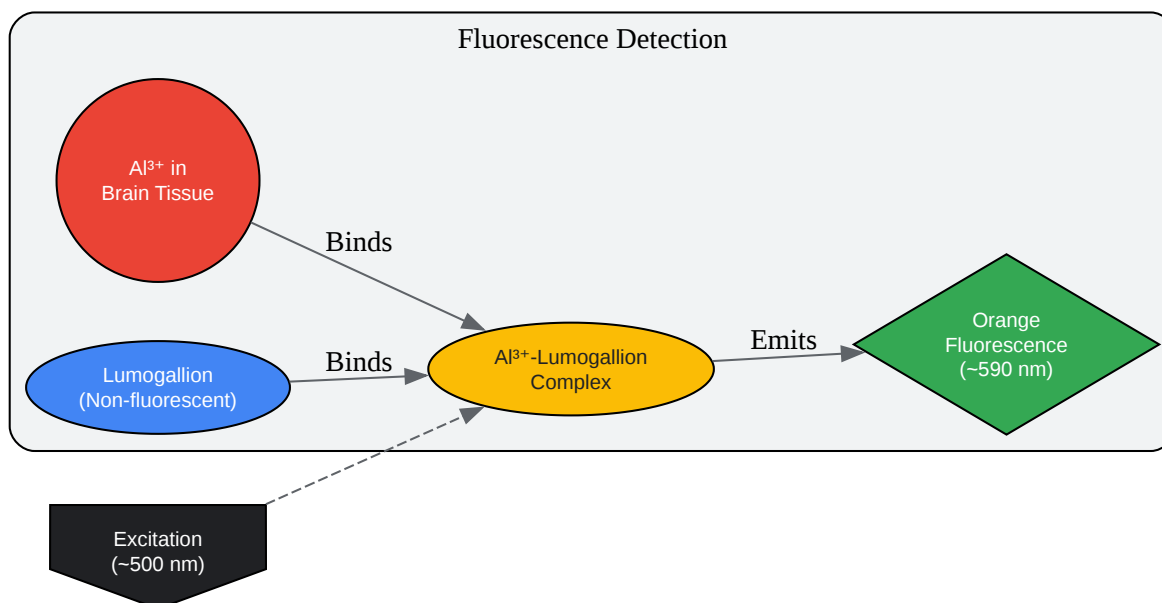 Fluorescence Detection
Al³⁺ in
Brain Tissue
Binds
Lumogallion
(Non-fluorescent)
Binds
Al³⁺-Lumogallion
Complex
Emits
Orange
Fluorescence
(~590 nm)
Excitation
(~500 nm)